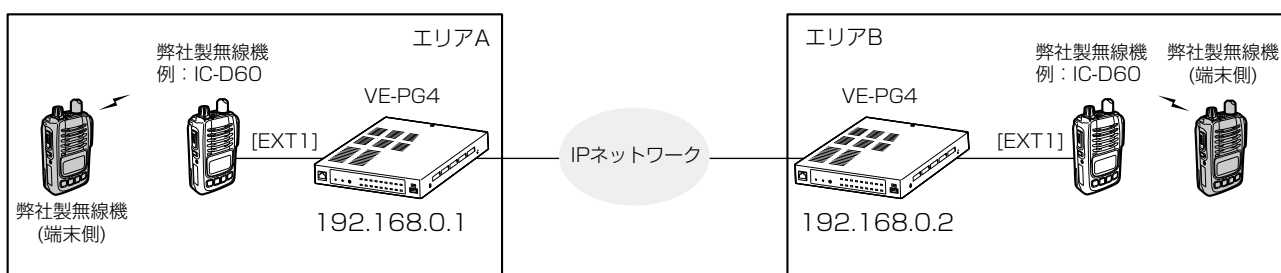 エリアA
弊社製無線機
例：IC-D60
VE-PG4
[EXT1]
192.168.0.1
弊社製無線機
(端末側)
IPネットワーク
エリアB
VE-PG4
192.168.0.2
[EXT1]
弊社製無線機
例：IC-D60
弊社製無線機
(端末側)